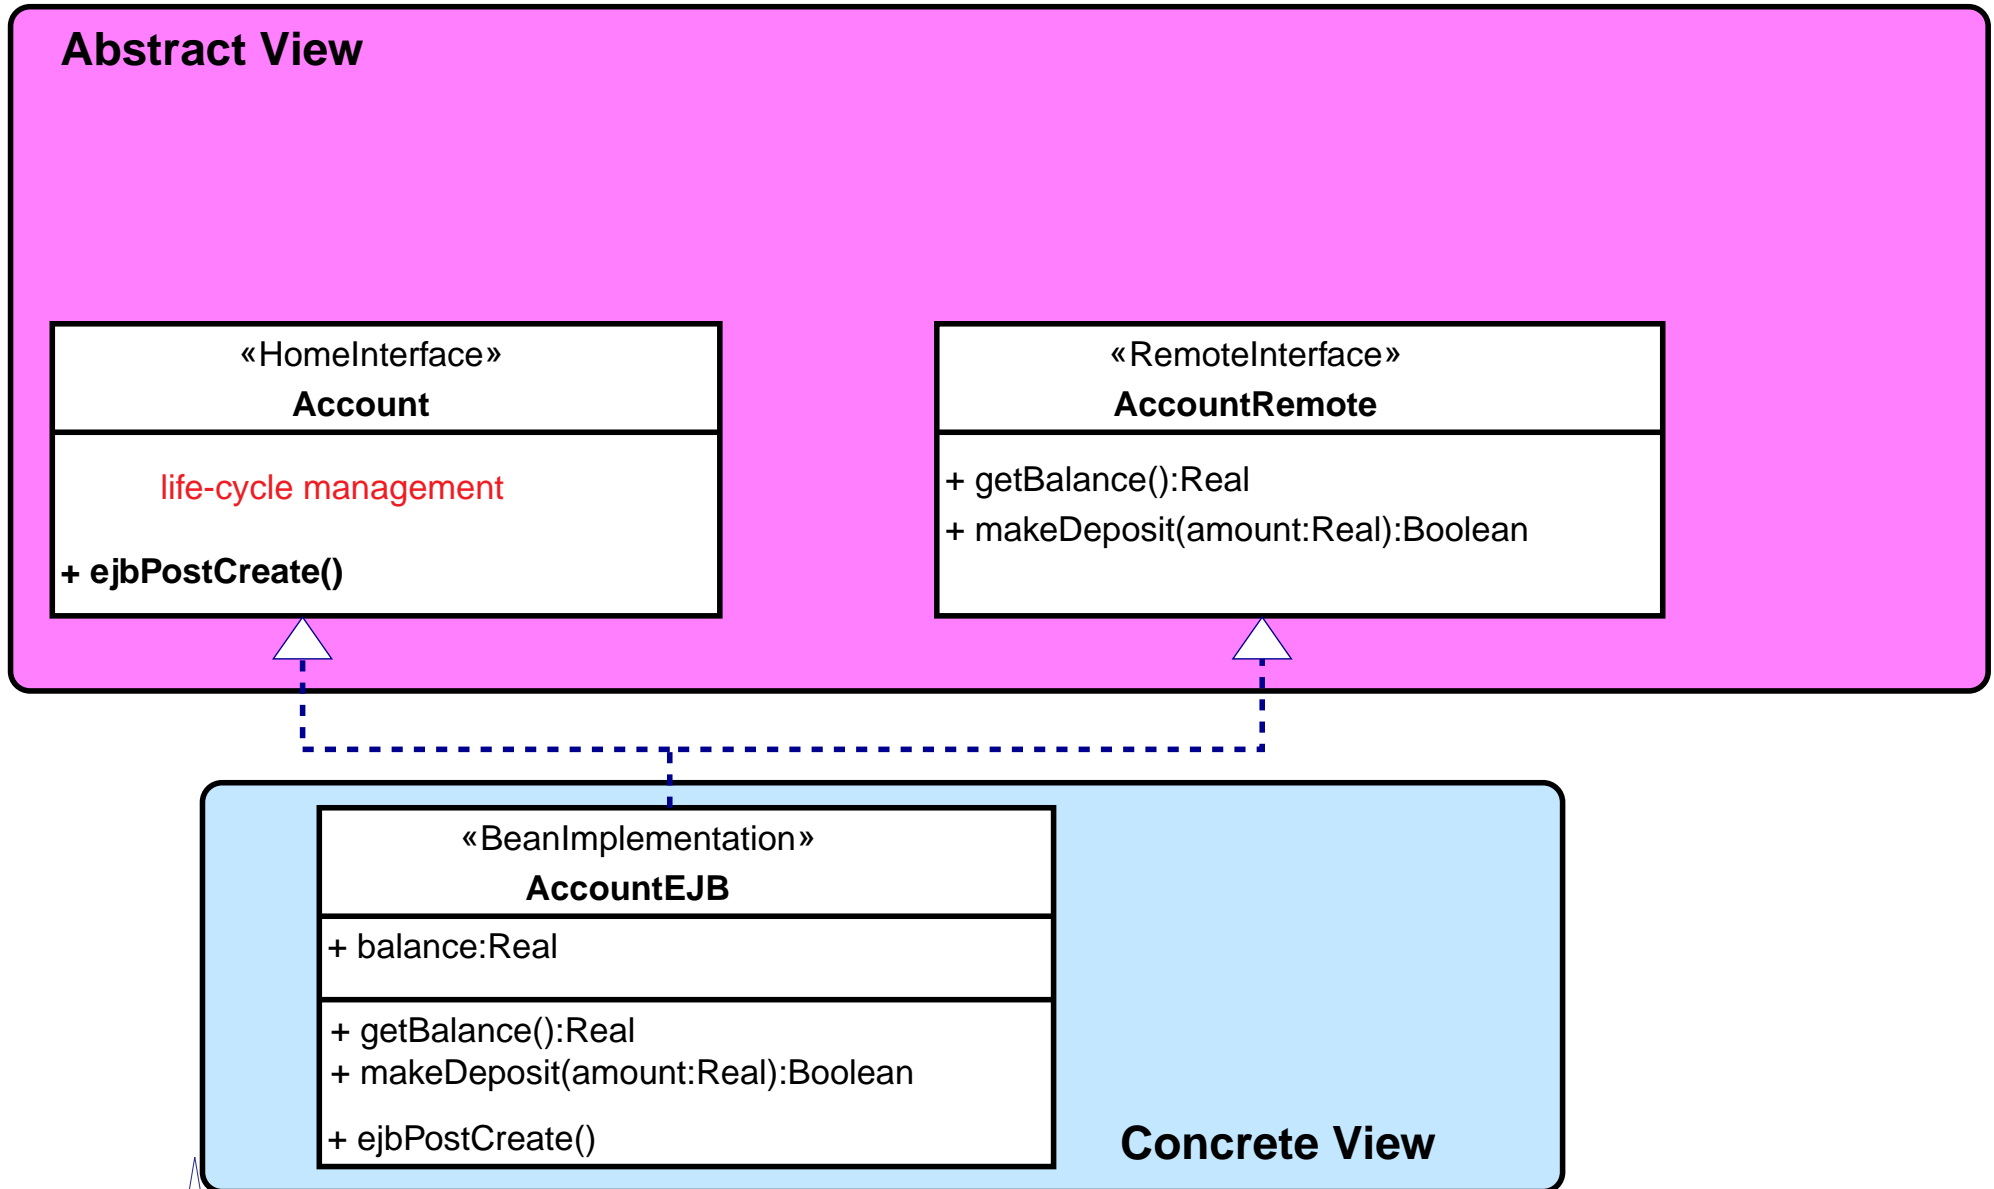 Abstract View
«HomeInterface»
Account
life-cycle management
+ ejbPostCreate()
«RemoteInterface»
AccountRemote
+ getBalance():Real
+ makeDeposit(amount:Real):Boolean
«BeanImplementation»
AccountEJB
+ balance:Real
+ getBalance():Real
+ makeDeposit(amount:Real):Boolean
+ ejbPostCreate()
Concrete View